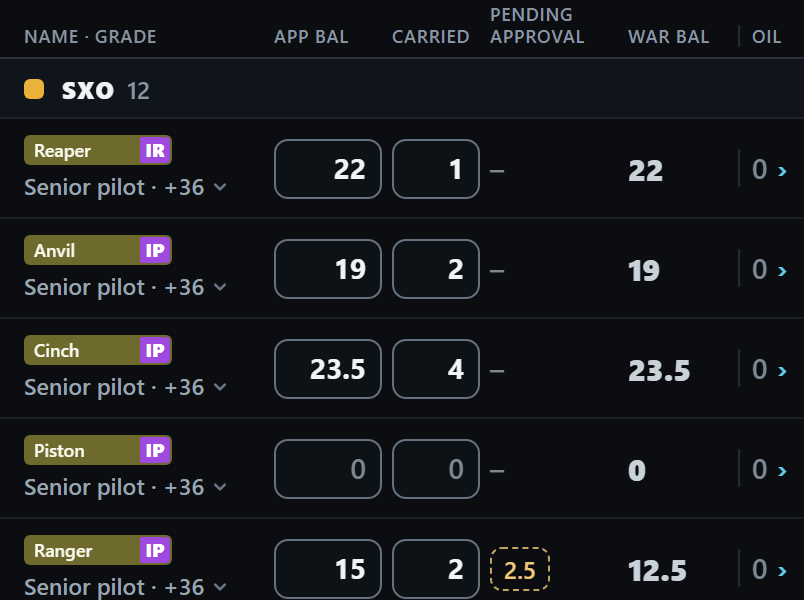 NAME · GRADE APP BAL CARRIED PENDING APPROVAL WAR BAL OIL
SXO 12
Reaper IR
Senior pilot · +36 22 1 – 22 0 ›
Anvil IP
Senior pilot · +36 19 2 – 19 0 ›
Cinch IP
Senior pilot · +36 23.5 4 – 23.5 0 ›
Piston IP
Senior pilot · +36 0 0 – 0 0 ›
Ranger IP
Senior pilot · +36 15 2 2.5 12.5 0 ›